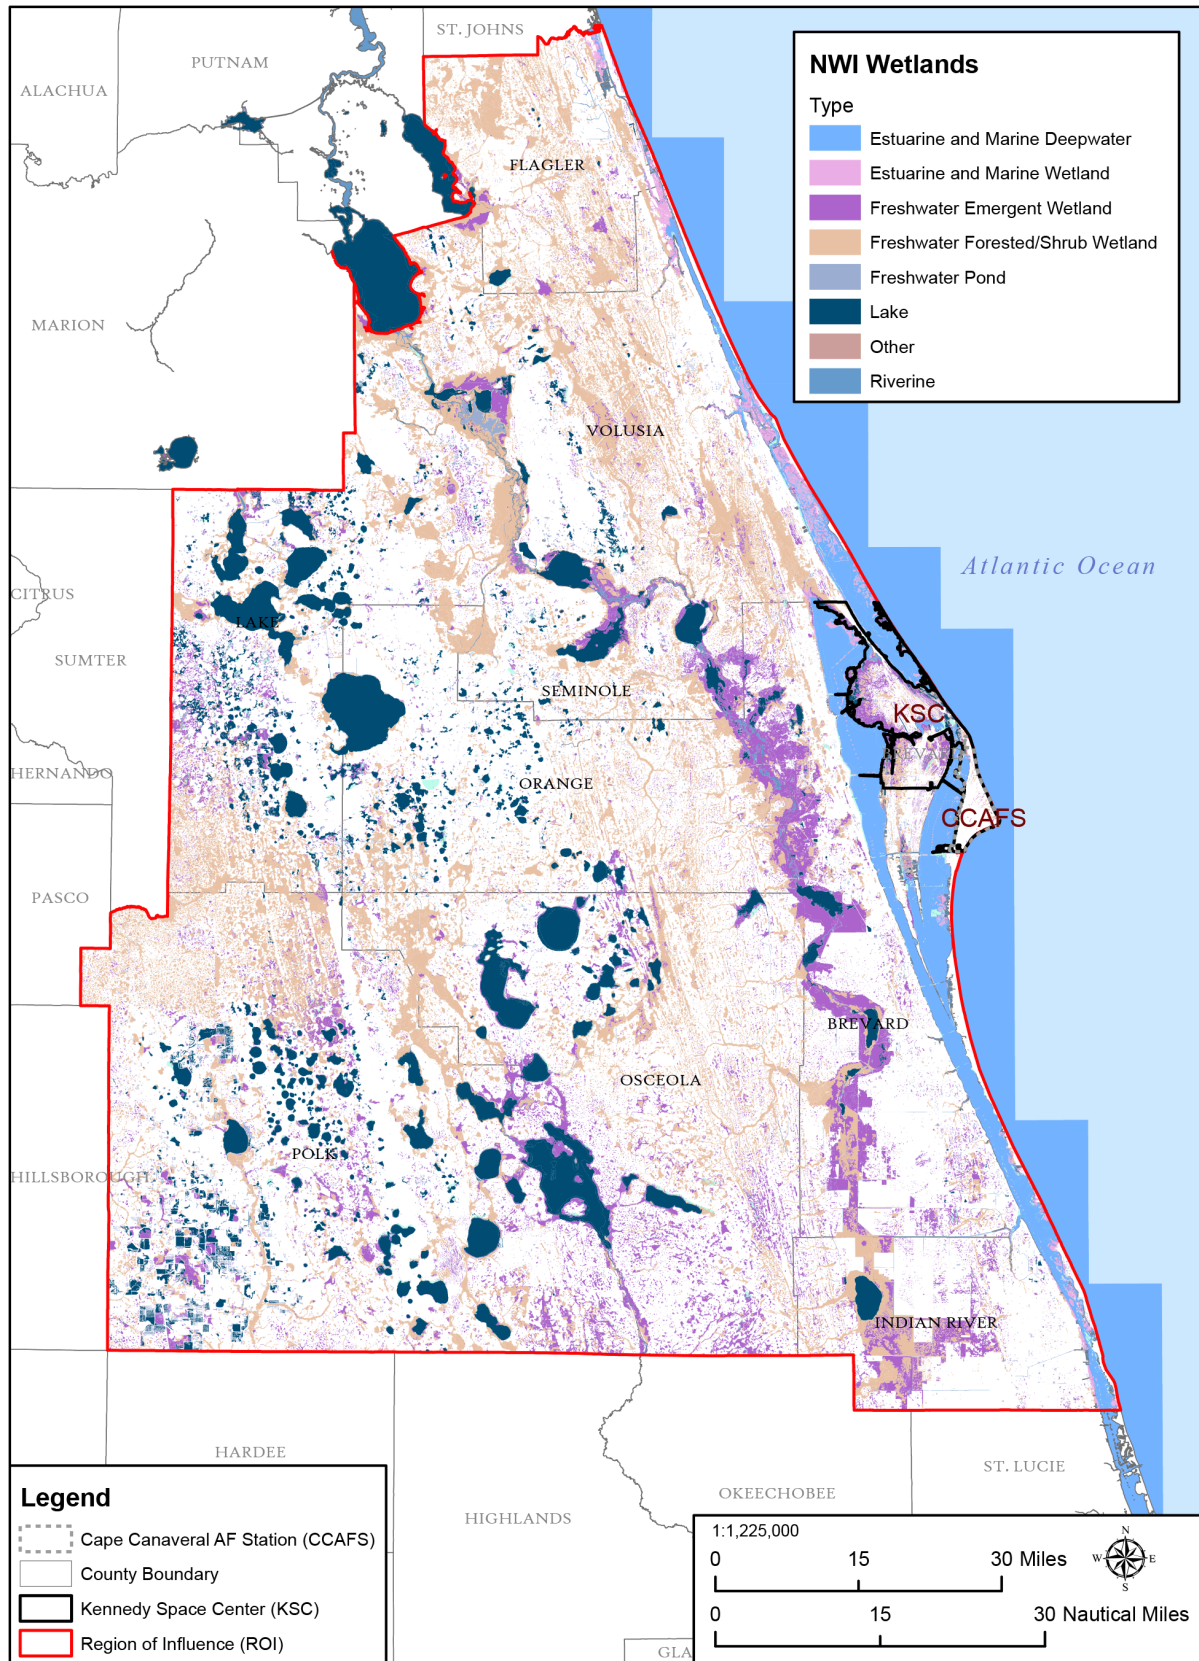 ST. JOHNS
PUTNAM
ALACHUA
FLAGLER
MARION
VOLUSIA
NWI Wetlands
Type
Estuarine and Marine Deepwater
Estuarine and Marine Wetland
Freshwater Emergent Wetland
Freshwater Forested/Shrub Wetland
Freshwater Pond
Lake
Other
Riverine
Atlantic Ocean
CITRUS
LAKE
SUMTER
SEMINOLE
KSC
HERNANDO
ORANGE
CCAFS
PASCO
BREVARD
OSCEOLA
POLK
HILLSBOROUGH
INDIAN RIVER
HARDEE
ST. LUCIE
OKEECHOBEE
HIGHLANDS
GLA
Legend
Cape Canaveral AF Station (CCAFS)
County Boundary
Kennedy Space Center (KSC)
Region of Influence (ROI)
1:1,225,000
0 15 30 Miles
0 15 30 Nautical Miles
N
W E
S